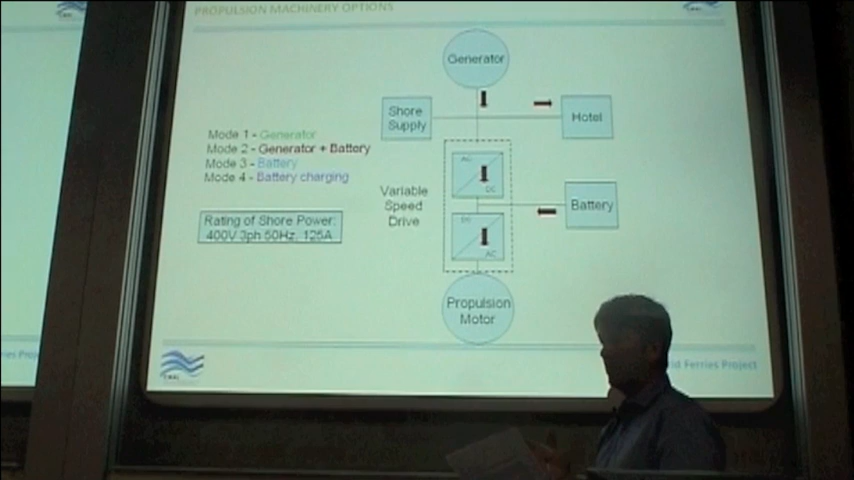 PROPULSION MACHINERY OPTIONS
Generator
Shore
Supply
Hotel
Mode 1 - Generator
Mode 2 - Generator + Battery
Mode 3 - Battery
Mode 4 - Battery charging
AC
DC
Variable
Speed
Drive
Battery
Rating of Shore Power:
400V 3ph 50Hz, 125A
DC
AC
Propulsion
Motor
Ferries Project